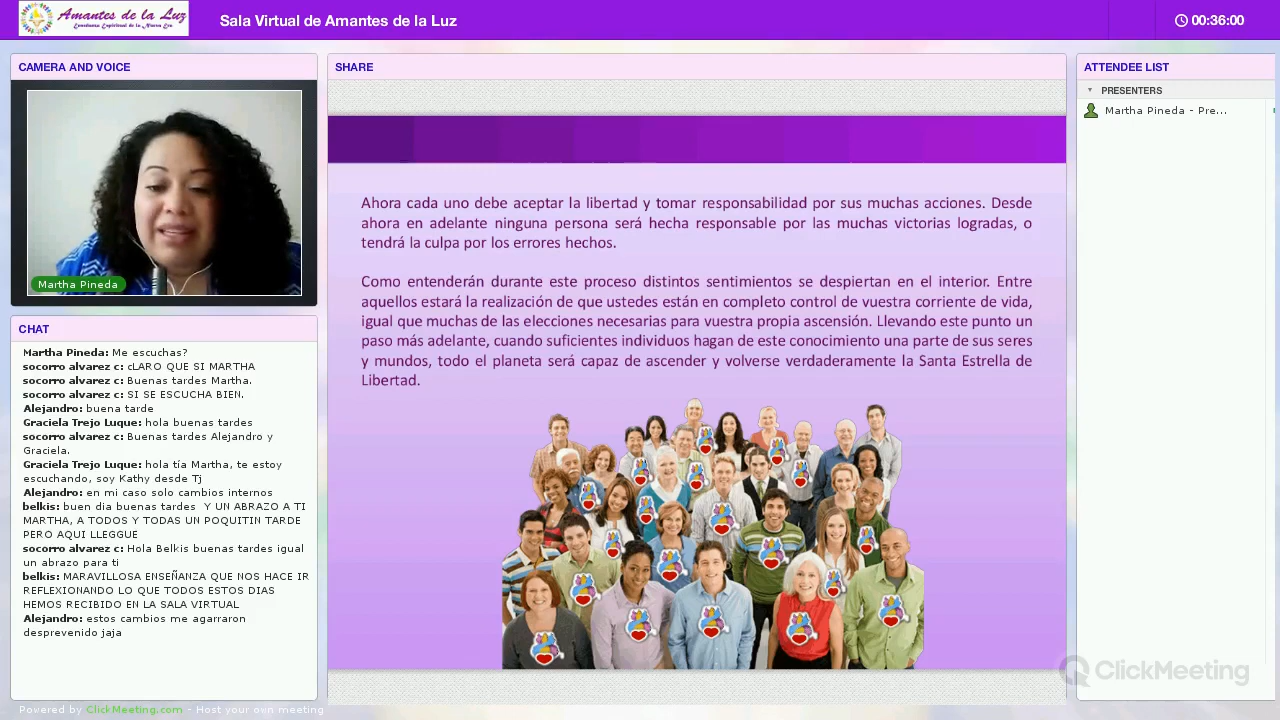 Amantes de la Luz
Enseñanza Espiritual de la Nueva Era
Sala Virtual de Amantes de la Luz
00:36:00
CAMERA AND VOICE
Martha Pineda
CHAT
Martha Pineda: Me escuchas?
socorro alvarez c: cLARO QUE SI MARTHA
socorro alvarez c: Buenas tardes Martha.
socorro alvarez c: SI SE ESCUCHA BIEN.
Alejandro: buena tarde
Graciela Trejo Luque: hola buenas tardes
socorro alvarez c: Buenas tardes Alejandro y
Graciela.
Graciela Trejo Luque: hola tía Martha, te estoy
escuchando, soy Kathy desde Tj
Alejandro: en mi caso solo cambios internos
belkis: buen dia buenas tardes  Y UN ABRAZO A TI
MARTHA, A TODOS Y TODAS UN POQUITIN TARDE
PERO AQUI LLEGGUE
socorro alvarez c: Hola Belkis buenas tardes igual
un abrazo para ti
belkis: MARAVILLOSA ENSEÑANZA QUE NOS HACE IR
REFLEXIONANDO LO QUE TODOS ESTOS DIAS
HEMOS RECIBIDO EN LA SALA VIRTUAL
Alejandro: estos cambios me agarraron
desprevenido jaja
Powered by ClickMeeting.com - Host your own meeting
SHARE
Ahora cada uno debe aceptar la libertad y tomar responsabilidad por sus muchas acciones. Desde
ahora en adelante ninguna persona será hecha responsable por las muchas victorias logradas, o
tendrá la culpa por los errores hechos.
Como entenderán durante este proceso distintos sentimientos se despiertan en el interior. Entre
aquellos estará la realización de que ustedes están en completo control de vuestra corriente de vida,
igual que muchas de las elecciones necesarias para vuestra propia ascensión. Llevando este punto un
paso más adelante, cuando suficientes individuos hagan de este conocimiento una parte de sus seres
y mundos, todo el planeta será capaz de ascender y volverse verdaderamente la Santa Estrella de
Libertad.
ATTENDEE LIST
PRESENTERS
Martha Pineda - Pre...
ClickMeeting